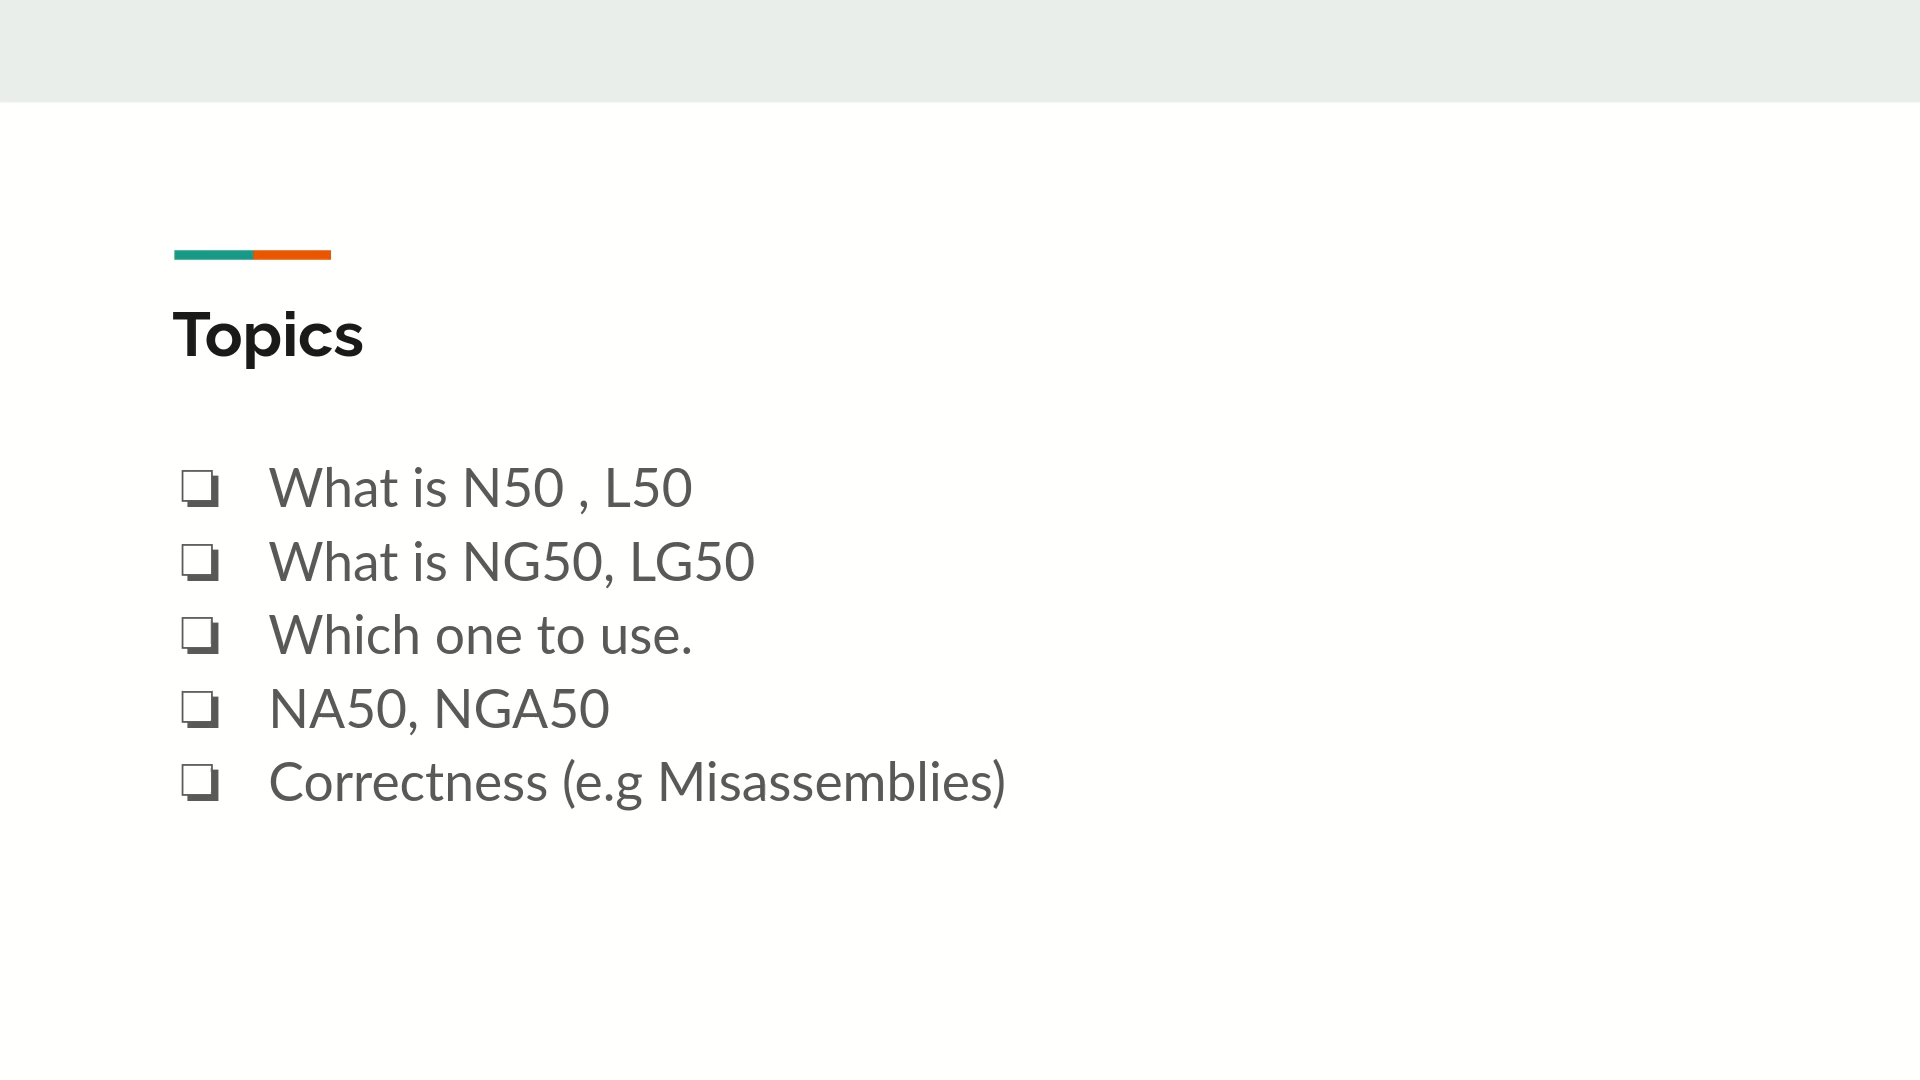 Topics
❏ What is N50 , L50
❏ What is NG50, LG50
❏ Which one to use.
❏ NA50, NGA50
❏ Correctness (e.g Misassemblies)